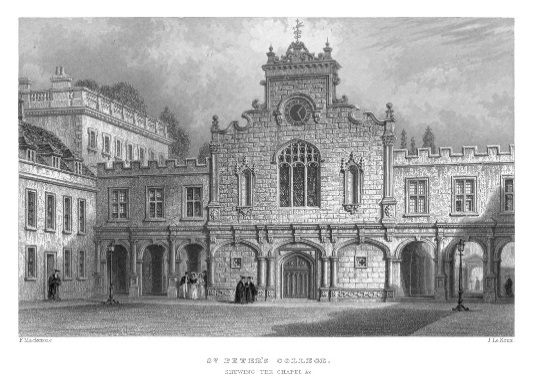 F. Mackenzie J. Le Keux
ST. PETER'S COLLEGE.
SHEWING THE CHAPEL &c